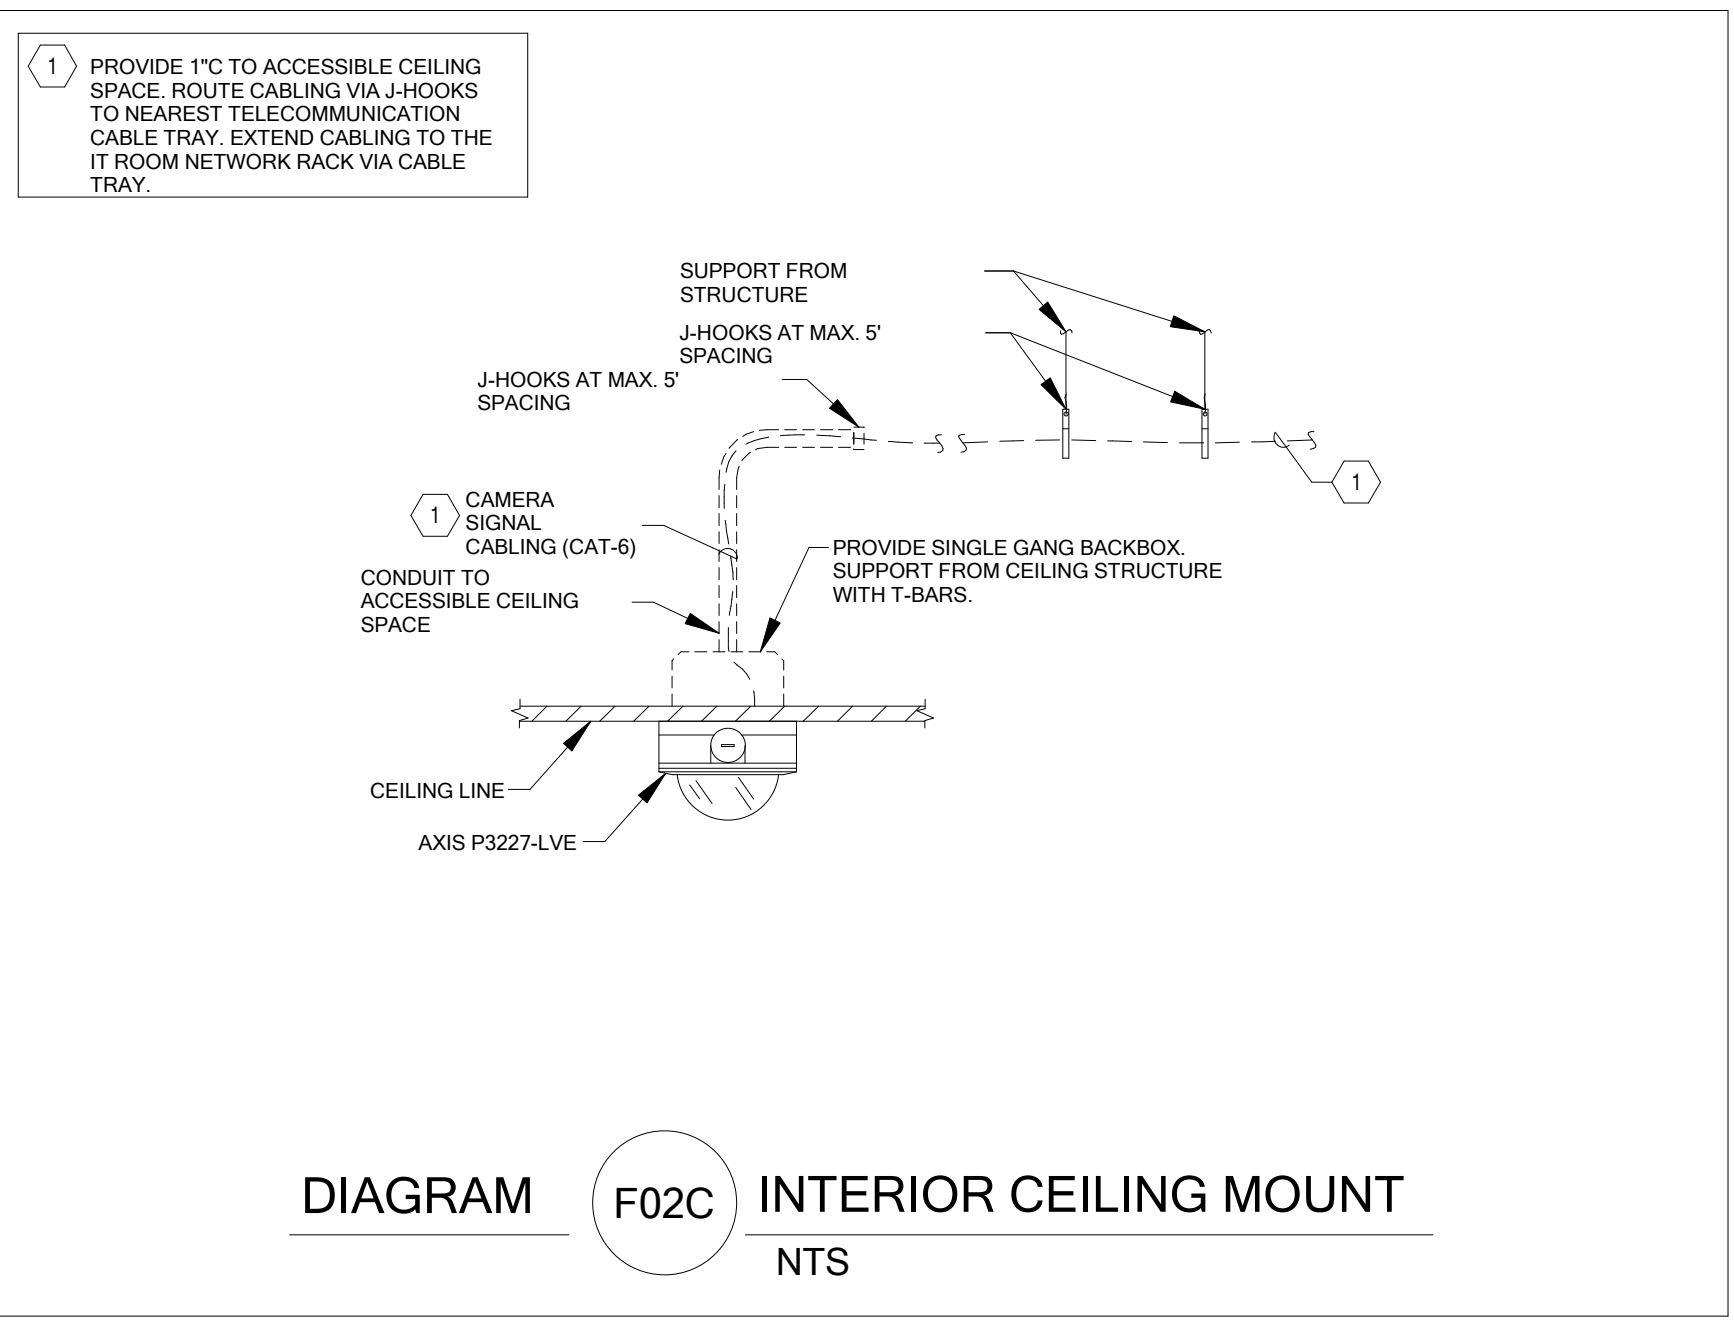 1
PROVIDE 1"C TO ACCESSIBLE CEILING
SPACE. ROUTE CABLING VIA J-HOOKS
TO NEAREST TELECOMMUNICATION
CABLE TRAY. EXTEND CABLING TO THE
IT ROOM NETWORK RACK VIA CABLE
TRAY.
SUPPORT FROM
STRUCTURE
J-HOOKS AT MAX. 5'
SPACING
J-HOOKS AT MAX. 5'
SPACING
1
1
CAMERA
SIGNAL
CABLING (CAT-6)
PROVIDE SINGLE GANG BACKBOX.
SUPPORT FROM CEILING STRUCTURE
WITH T-BARS.
CONDUIT TO
ACCESSIBLE CEILING
SPACE
CEILING LINE
AXIS P3227-LVE
DIAGRAM
F02C
INTERIOR CEILING MOUNT
NTS